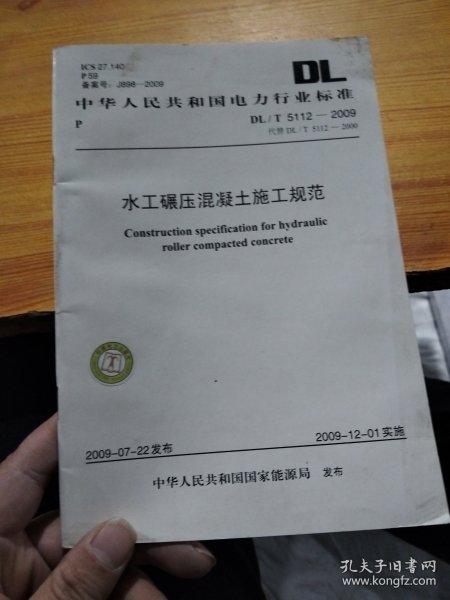 ICS 27.140
P 59
备案号：J898—2009
DL
中华人民共和国电力行业标准
P
DL / T 5112 — 2009
代替 DL / T 5112 — 2000
水工碾压混凝土施工规范
Construction specification for hydraulic
roller compacted concrete
2009-07-22发布
2009-12-01实施
中华人民共和国国家能源局 发布
孔夫子旧书网
www.kongfz.com